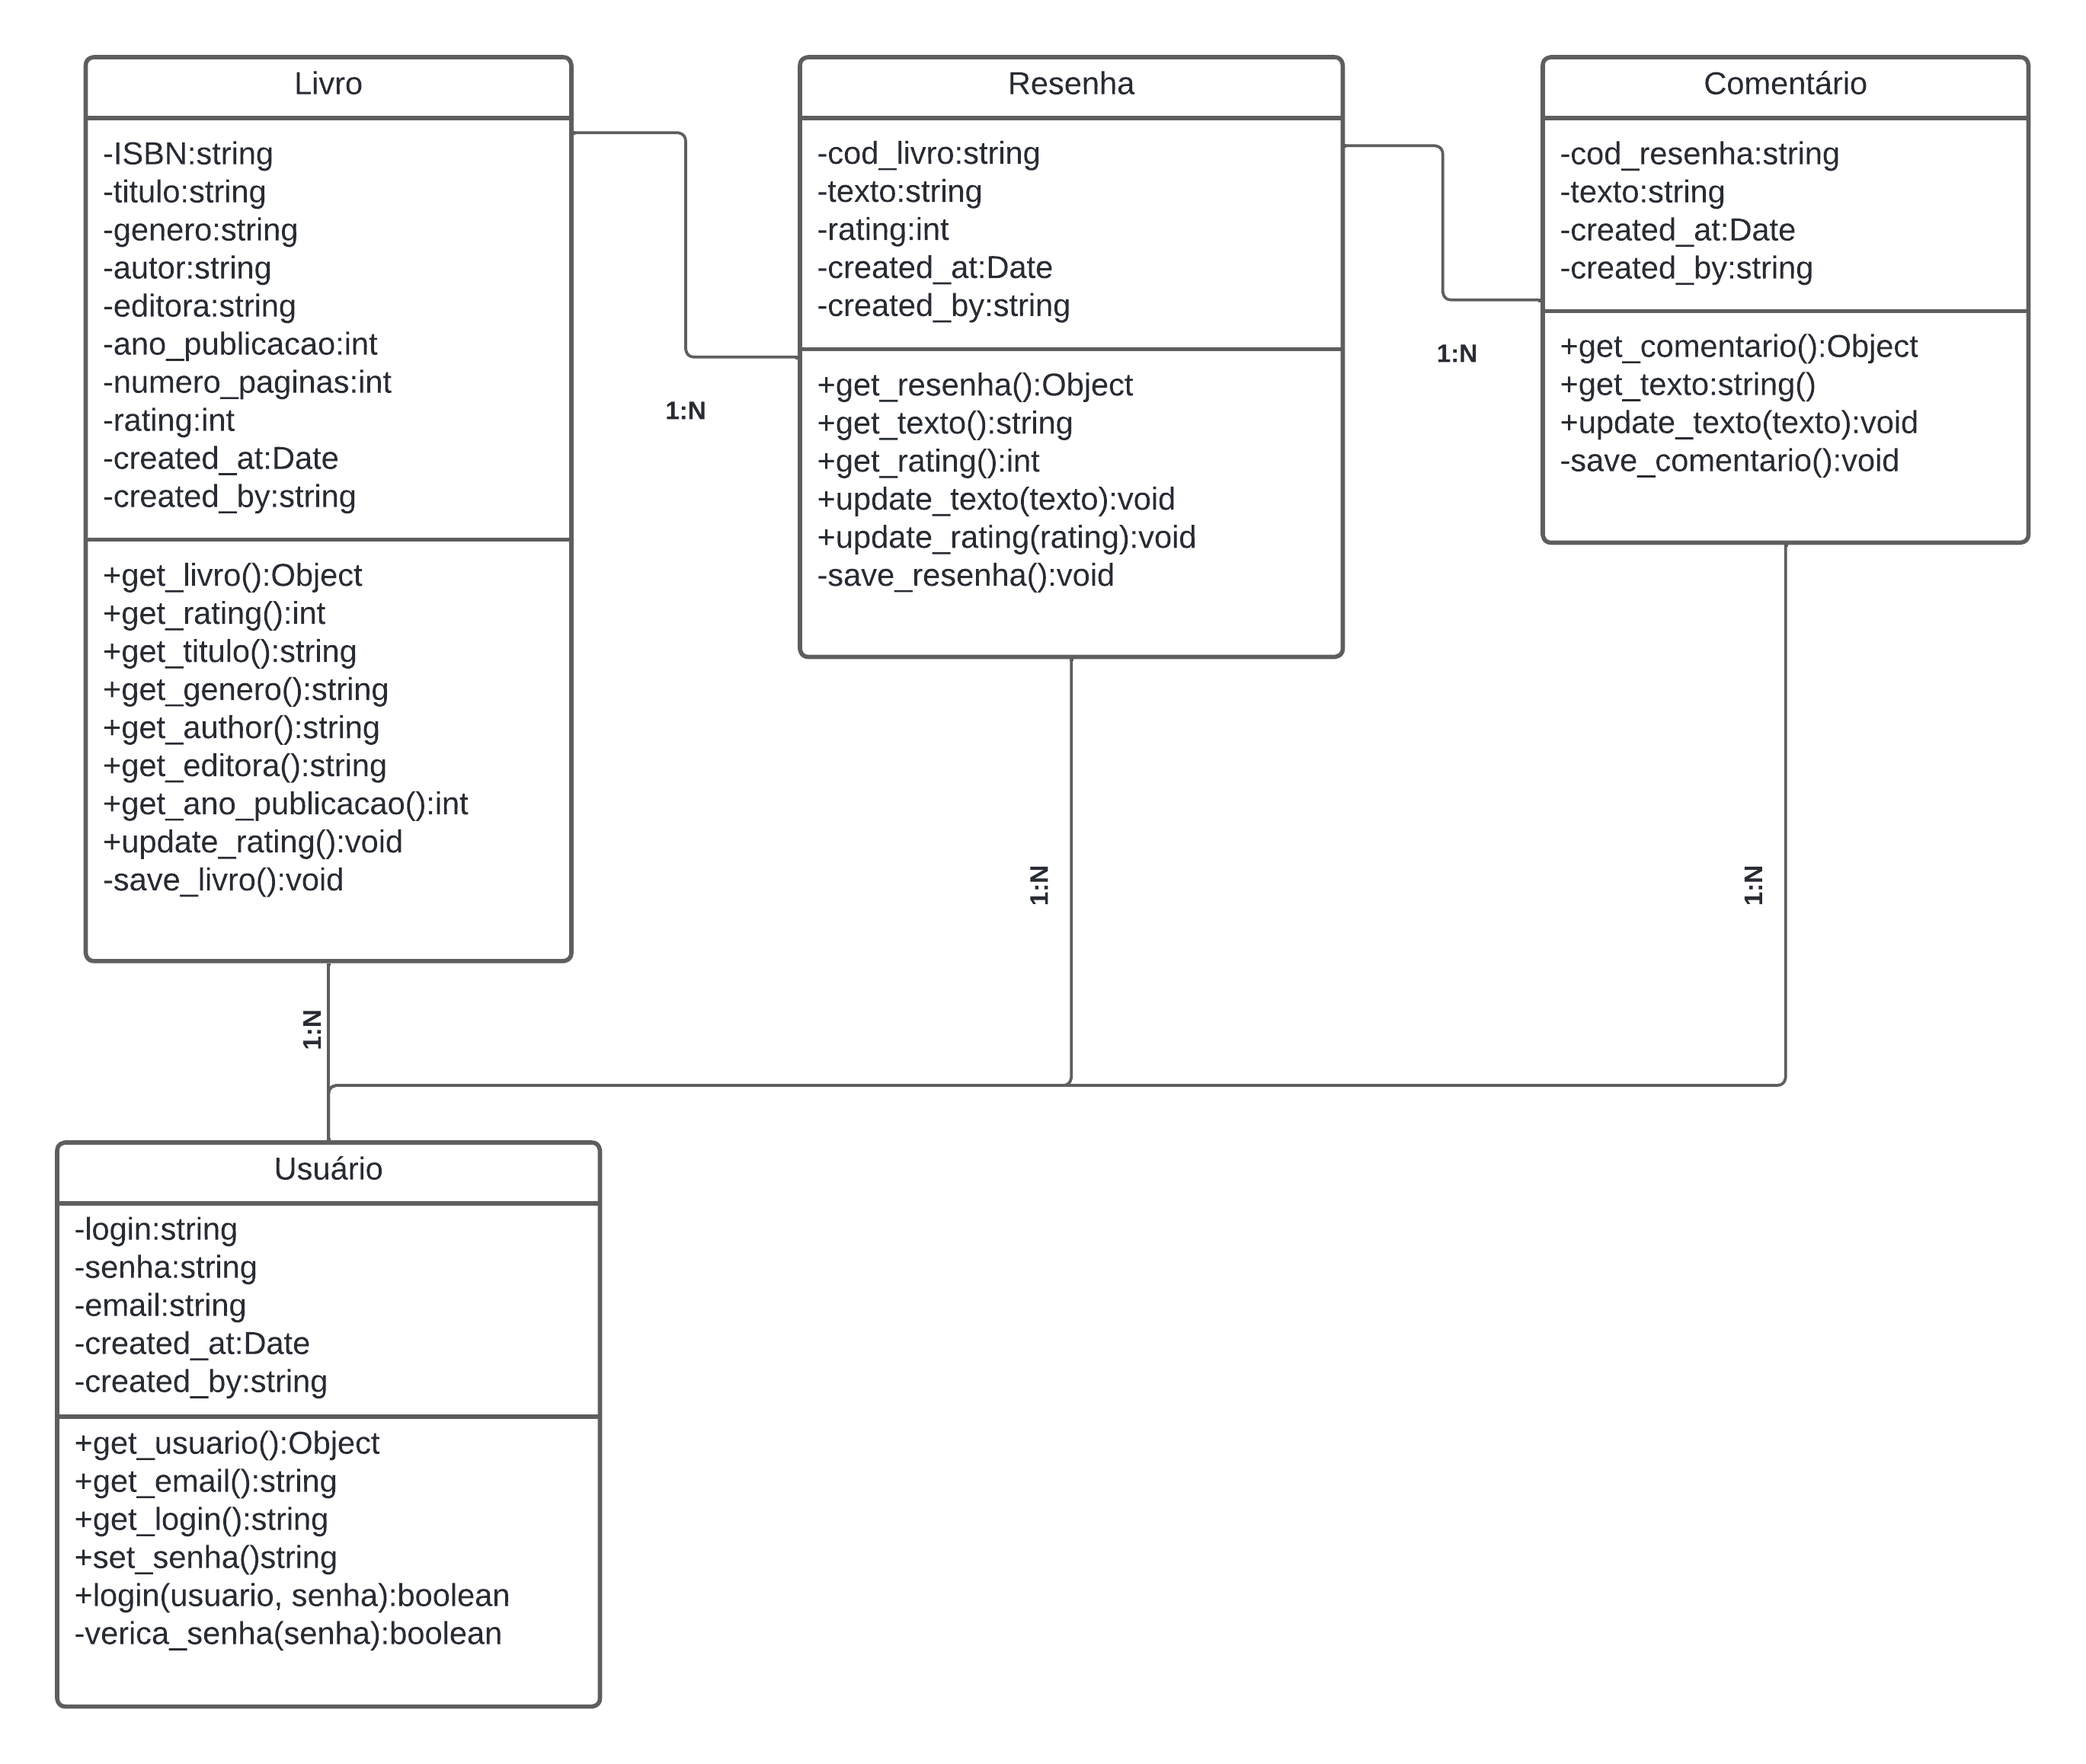 Livro
-ISBN:string
-titulo:string
-genero:string
-autor:string
-editora:string
-ano_publicacao:int
-numero_paginas:int
-rating:int
-created_at:Date
-created_by:string
+get_livro():Object
+get_rating():int
+get_titulo():string
+get_genero():string
+get_author():string
+get_editora():string
+get_ano_publicacao():int
+update_rating():void
-save_livro():void
1:N
Resenha
-cod_livro:string
-texto:string
-rating:int
-created_at:Date
-created_by:string
+get_resenha():Object
+get_texto():string
+get_rating():int
+update_texto(texto):void
+update_rating(rating):void
-save_resenha():void
1:N
Comentário
-cod_resenha:string
-texto:string
-created_at:Date
-created_by:string
+get_comentario():Object
+get_texto:string()
+update_texto(texto):void
-save_comentario():void
1:N
1:N
1:N
Usuário
-login:string
-senha:string
-email:string
-created_at:Date
-created_by:string
+get_usuario():Object
+get_email():string
+get_login():string
+set_senha()string
+login(usuario, senha):boolean
-verica_senha(senha):boolean